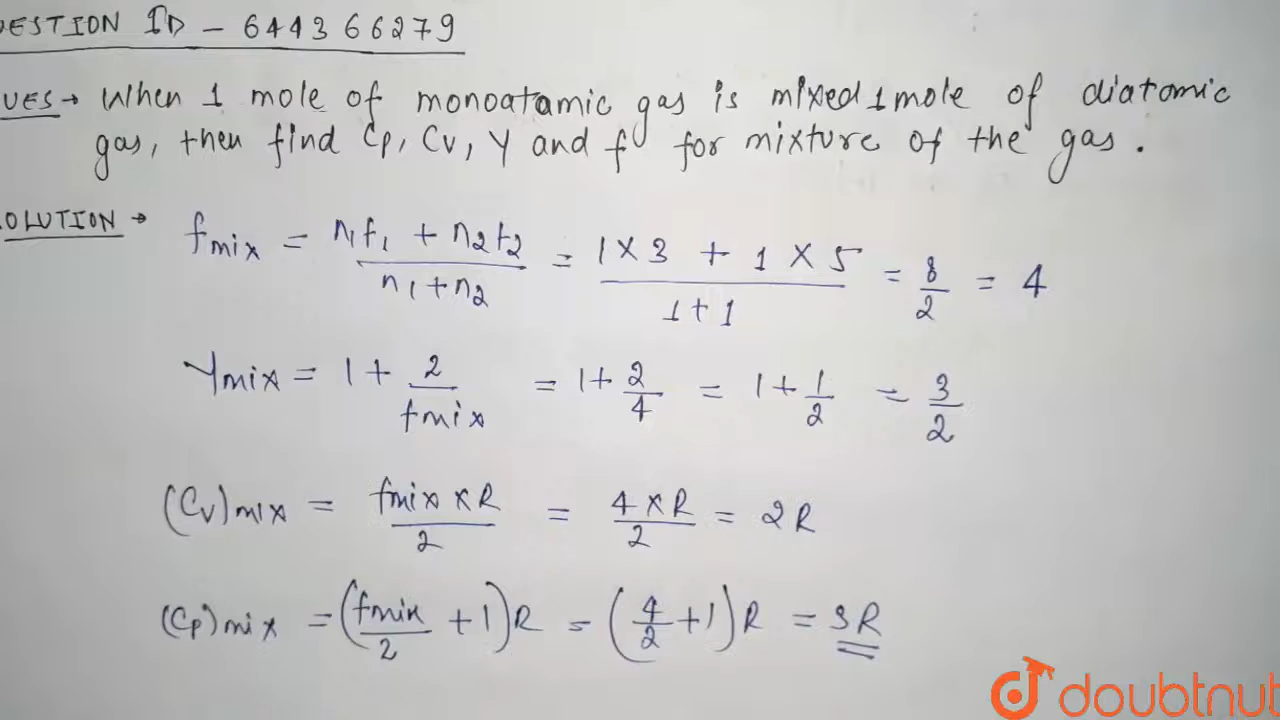 UESTION ID - 644366279
UES → When 1 mole of monoatamic gas is mixed 1 mole of diatomic
gas, then find Cp, Cv, γ and f for mixture of the gas.
OLUTION →
fmix = n1f1 + n2f2 / n1 + n2 = 1 × 3 + 1 × 5 / 1 + 1 = 8/2 = 4
γmix = 1 + 2/fmix = 1 + 2/4 = 1 + 1/2 = 3/2
(Cv)mix = fmix × R / 2 = 4 × R / 2 = 2R
(Cp)mix = (fmix/2 + 1)R = (4/2 + 1)R = 3R
doubtnut